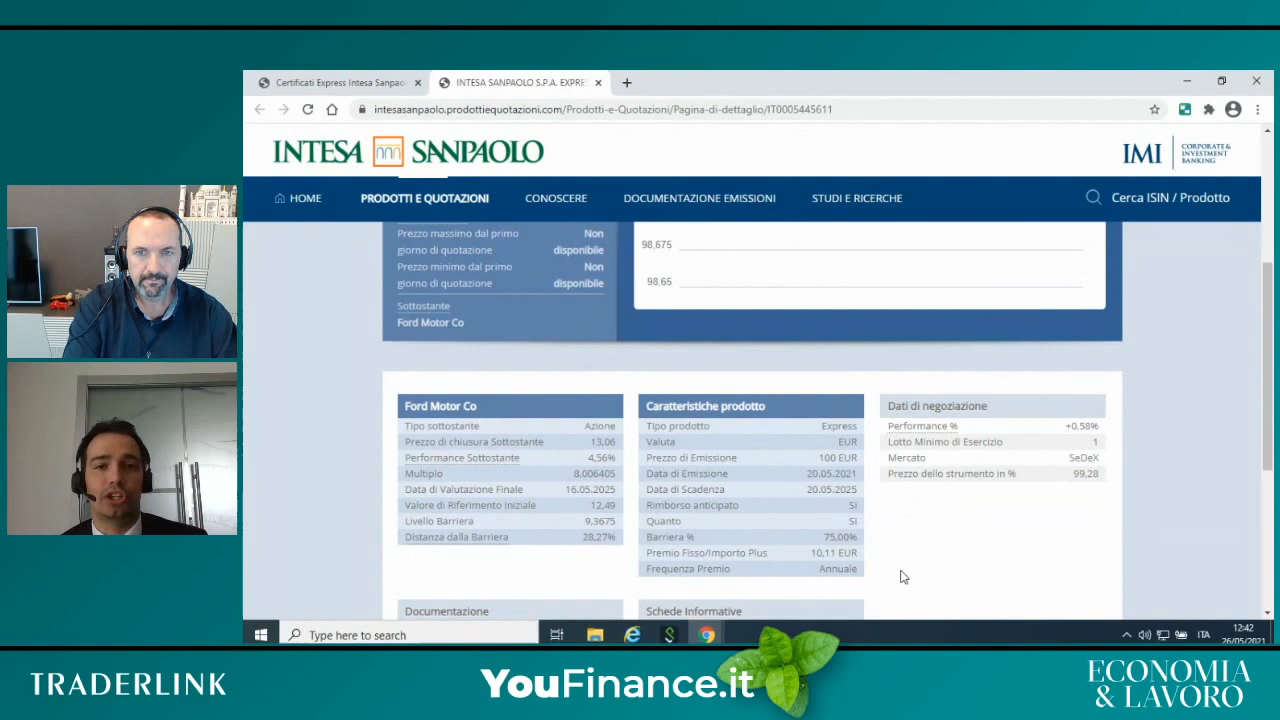 Certificati Express Intesa Sanpao
INTESA SANPAOLO S.P.A. EXPRE
intesasanpaolo.prodottiequotazioni.com/Prodotti-e-Quotazioni/Pagina-di-dettaglio/IT0005445611
INTESA SANPAOLO
IMI CORPORATE & INVESTMENT BANKING
HOME PRODOTTI E QUOTAZIONI CONOSCERE DOCUMENTAZIONE EMISSIONI STUDI E RICERCHE Cerca ISIN / Prodotto
Prezzo massimo dal primo Non
giorno di quotazione disponibile
Prezzo minimo dal primo Non
giorno di quotazione disponibile
Sottostante
Ford Motor Co
98,675
98,65
Ford Motor Co
Tipo sottostante Azione
Prezzo di chiusura Sottostante 13,06
Performance Sottostante 4,56%
Multiplo 8.006405
Data di Valutazione Finale 16.05.2025
Valore di Riferimento Iniziale 12,49
Livello Barriera 9,3675
Distanza dalla Barriera 28,27%
Caratteristiche prodotto
Tipo prodotto Express
Valuta EUR
Prezzo di Emissione 100 EUR
Data di Emissione 20.05.2021
Data di Scadenza 20.05.2025
Rimborso anticipato Sì
Quanto Sì
Barriera % 75,00%
Premio Fisso/Importo Plus 10,11 EUR
Frequenza Premio Annuale
Dati di negoziazione
Performance % +0.58%
Lotto Minimo di Esercizio 1
Mercato SeDeX
Prezzo dello strumento in % 99.28
Documentazione
Schede Informative
Type here to search
ITA
12:42
26/05/2021
TRADERLINK
YouFinance.it
ECONOMIA
& LAVORO